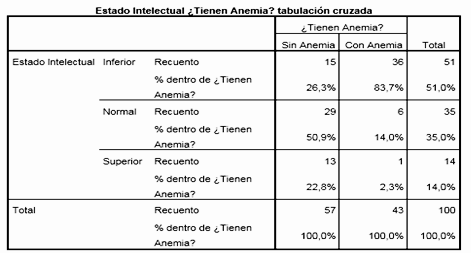 Estado Intelectual ¿Tienen Anemia? tabulación cruzada
¿Tienen Anemia?
Sin Anemia Con Anemia Total
Estado Intelectual Inferior Recuento 15 36 51
% dentro de ¿Tienen
Anemia? 26,3% 83,7% 51,0%
Normal Recuento 29 6 35
% dentro de ¿Tienen
Anemia? 50,9% 14,0% 35,0%
Superior Recuento 13 1 14
% dentro de ¿Tienen
Anemia? 22,8% 2,3% 14,0%
Total Recuento 57 43 100
% dentro de ¿Tienen
Anemia? 100,0% 100,0% 100,0%